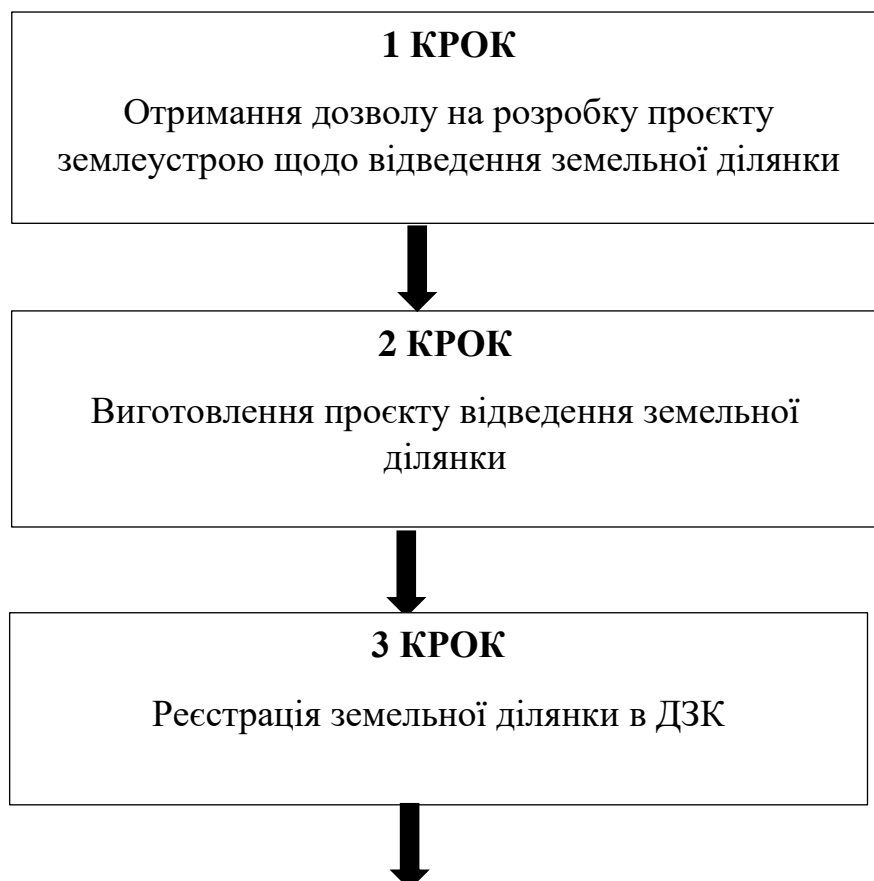 1 КРОК
Отримання дозволу на розробку проєкту
землеустрою щодо відведення земельної ділянки
2 КРОК
Виготовлення проєкту відведення земельної
ділянки
3 КРОК
Реєстрація земельної ділянки в ДЗК